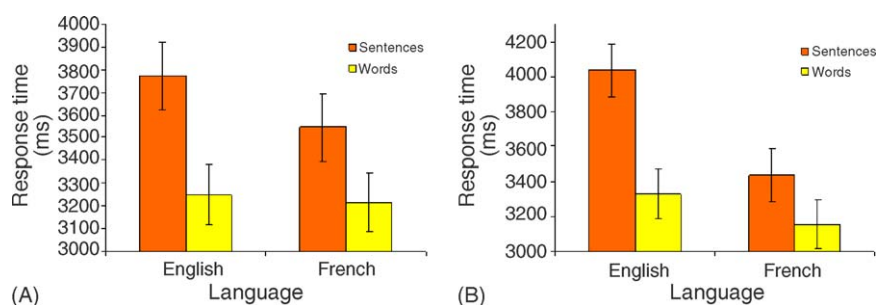 4000
3900
3800
3700
3600
3500
3400
3300
3200
3100
3000
Response time
(ms)
Sentences
Words
English
French
Language
(A)
4200
4000
3800
3600
3400
3200
3000
Response time
(ms)
Sentences
Words
English
French
Language
(B)